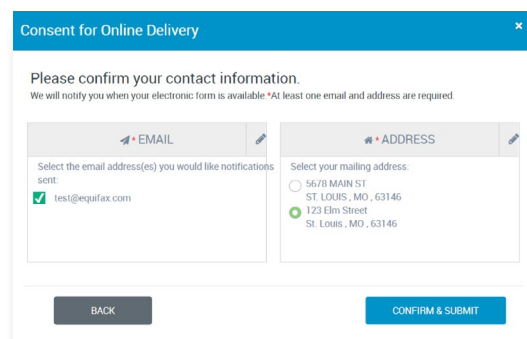 Consent for Online Delivery
Please confirm your contact information.
We will notify you when your electronic form is available.*At least one email and address are required.
* EMAIL
Select the email address(es) you would like notifications
sent:
test@equifax.com
* ADDRESS
Select your mailing address:
5678 MAIN ST
ST. LOUIS , MO , 63146
123 Elm Street
St. Louis , MO , 63146
BACK
CONFIRM & SUBMIT